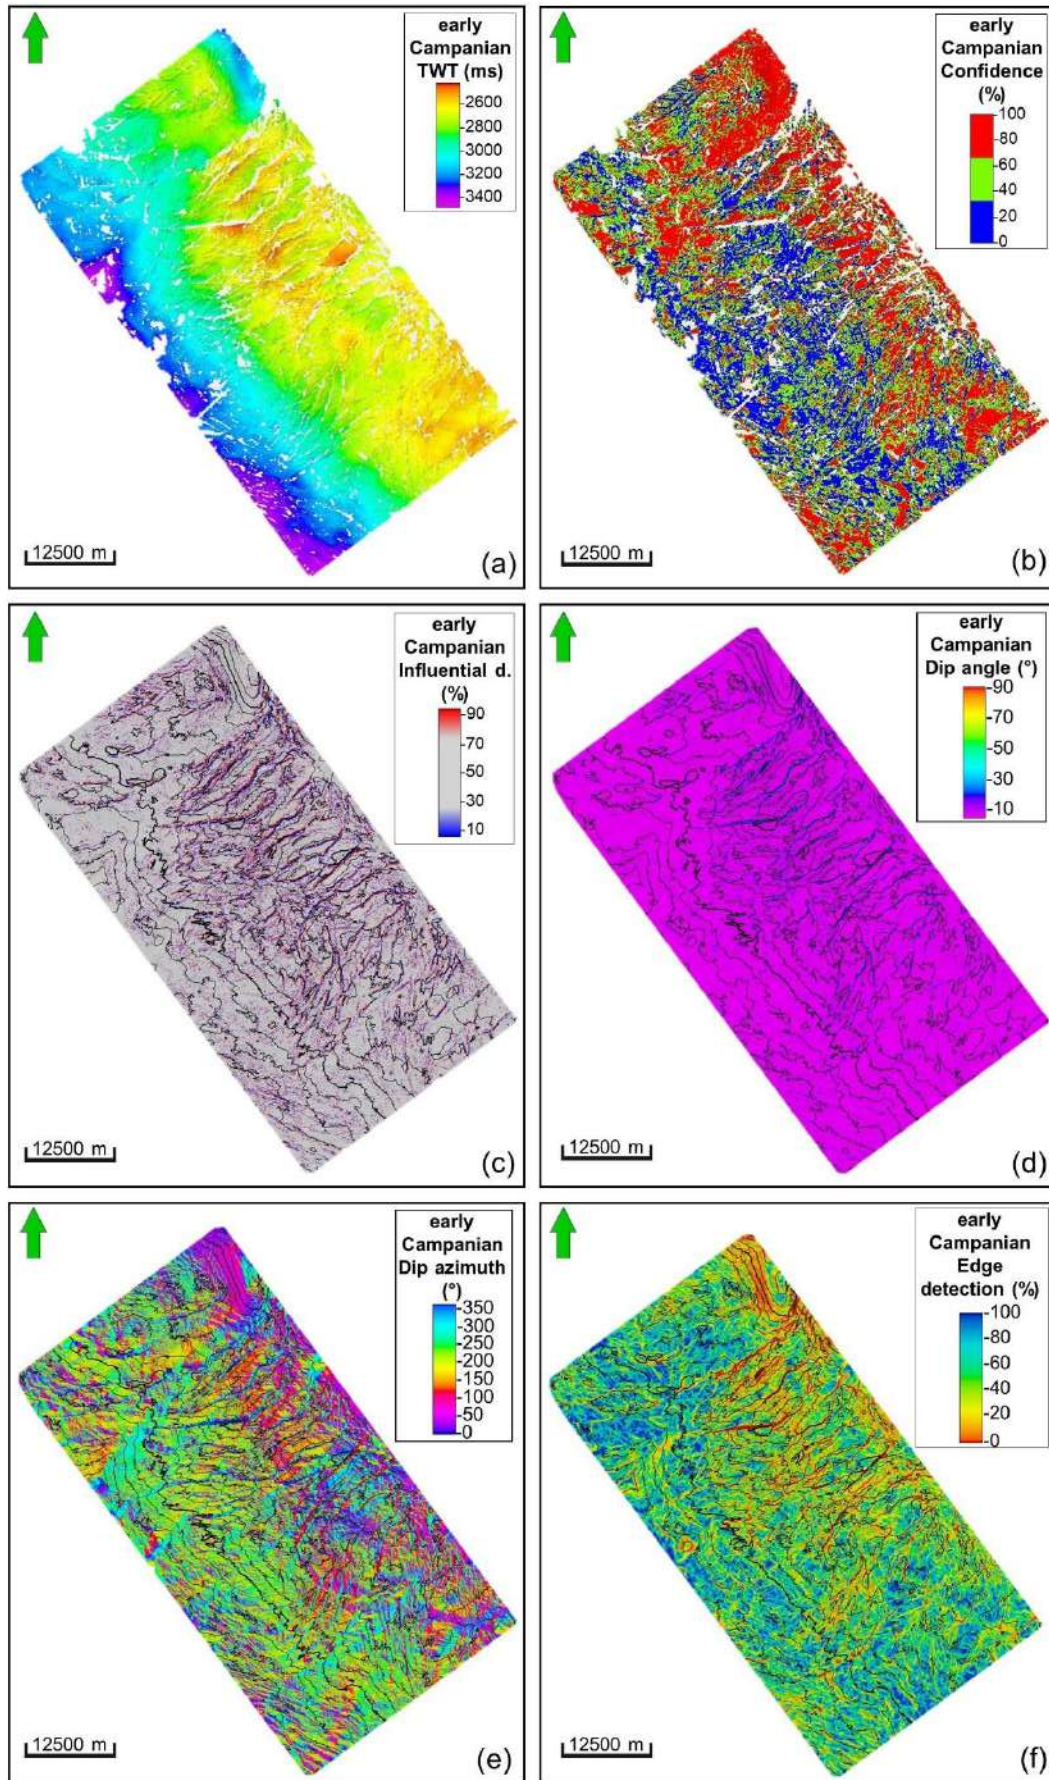 early
Campanian
TWT (ms)
-2600
-2800
-3000
-3200
-3400
12500 m
(a)
early
Campanian
Confidence
(%)
100
80
60
40
20
0
12500 m
(b)
early
Campanian
Influential d.
(%)
-90
70
50
30
-10
12500 m
(c)
early
Campanian
Dip angle (°)
-90
-70
-50
-30
-10
12500 m
(d)
early
Campanian
Dip azimuth
(°)
-350
-300
-250
-200
-150
-100
-50
-0
12500 m
(e)
early
Campanian
Edge
detection (%)
-100
-80
-60
-40
-20
-0
12500 m
(f)